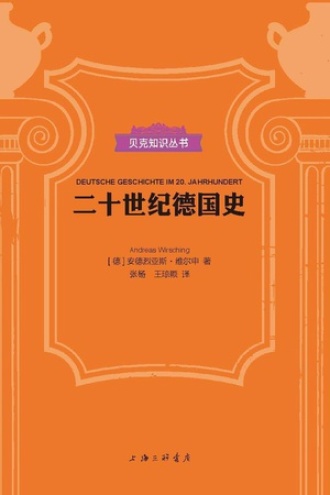 贝克知识丛书
DEUTSCHE GESCHICHTE IM 20. JAHRHUNDERT
二十世纪德国史
Andreas Wirsching
[德]安德烈亚斯·维尔申 著
张杨 王琼颖 译
上海三联书店